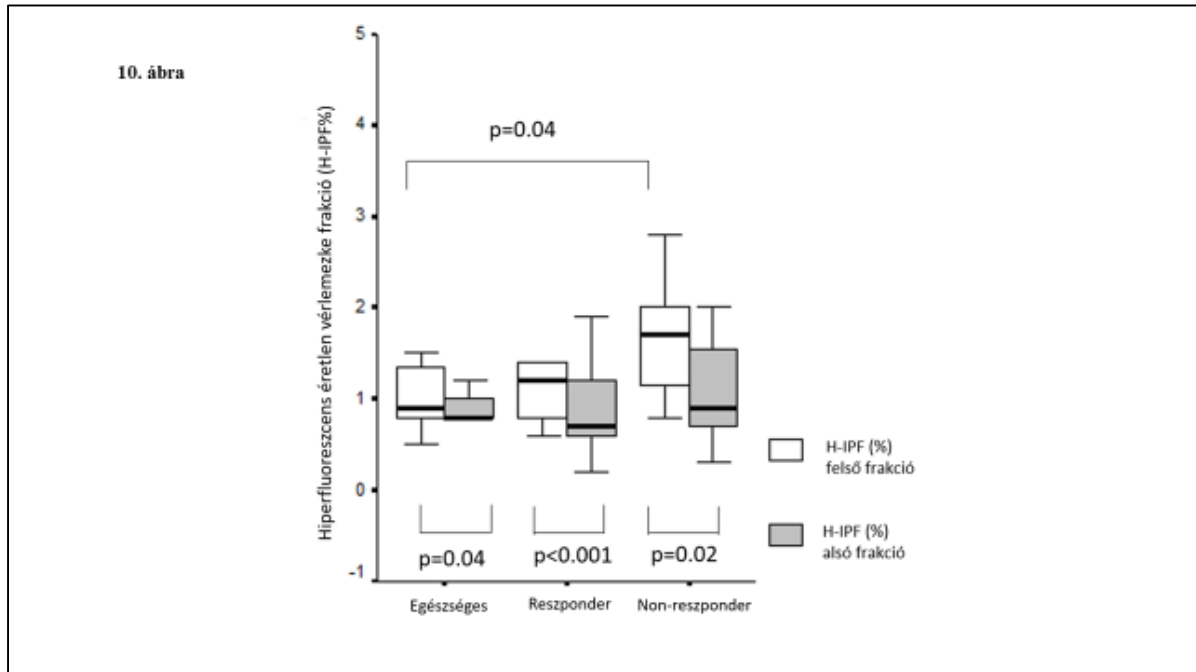 10. ábra
Hiperfluoreszcens éretlen vérlemezke frakció (H-IPF%)
5
4
3
2
1
0
-1
p=0.04
p=0.04
p<0.001
p=0.02
Egészséges
Reszponder
Non-reszponder
H-IPF (%)
felső frakció
H-IPF (%)
alsó frakció